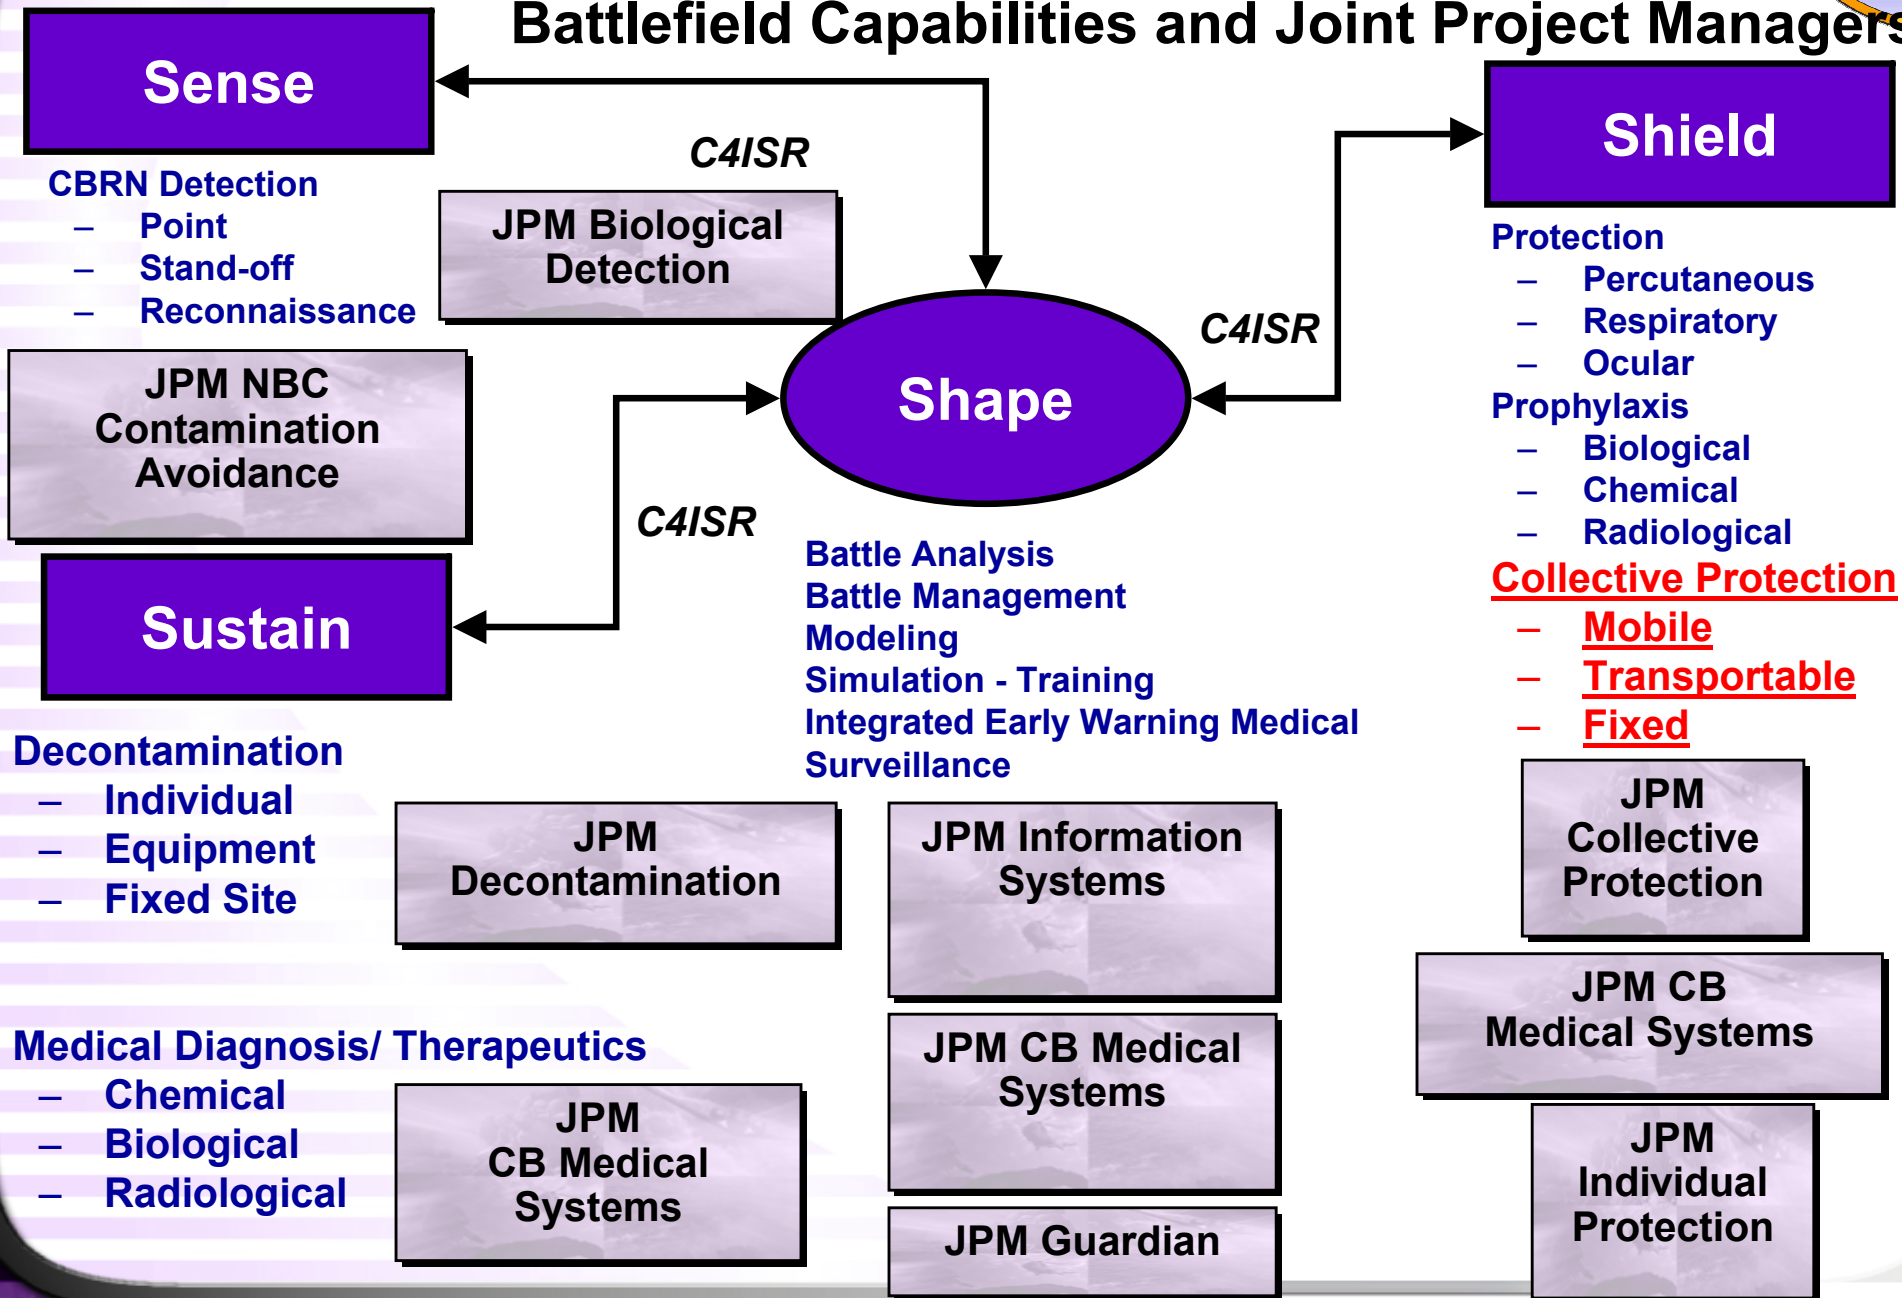 Battlefield Capabilities and Joint Project Managers
Sense
C4ISR
CBRN Detection
– Point
– Stand-off
– Reconnaissance
JPM Biological
Detection
JPM NBC
Contamination
Avoidance
Shape
C4ISR
Shield
Protection
– Percutaneous
– Respiratory
– Ocular
Prophylaxis
– Biological
– Chemical
– Radiological
Collective Protection
– Mobile
– Transportable
– Fixed
C4ISR
Sustain
Battle Analysis
Battle Management
Modeling
Simulation - Training
Integrated Early Warning Medical
Surveillance
Decontamination
– Individual
– Equipment
– Fixed Site
JPM
Decontamination
Medical Diagnosis/ Therapeutics
– Chemical
– Biological
– Radiological
JPM
CB Medical
Systems
JPM Information
Systems
JPM CB Medical
Systems
JPM Guardian
JPM
Collective
Protection
JPM CB
Medical Systems
JPM
Individual
Protection